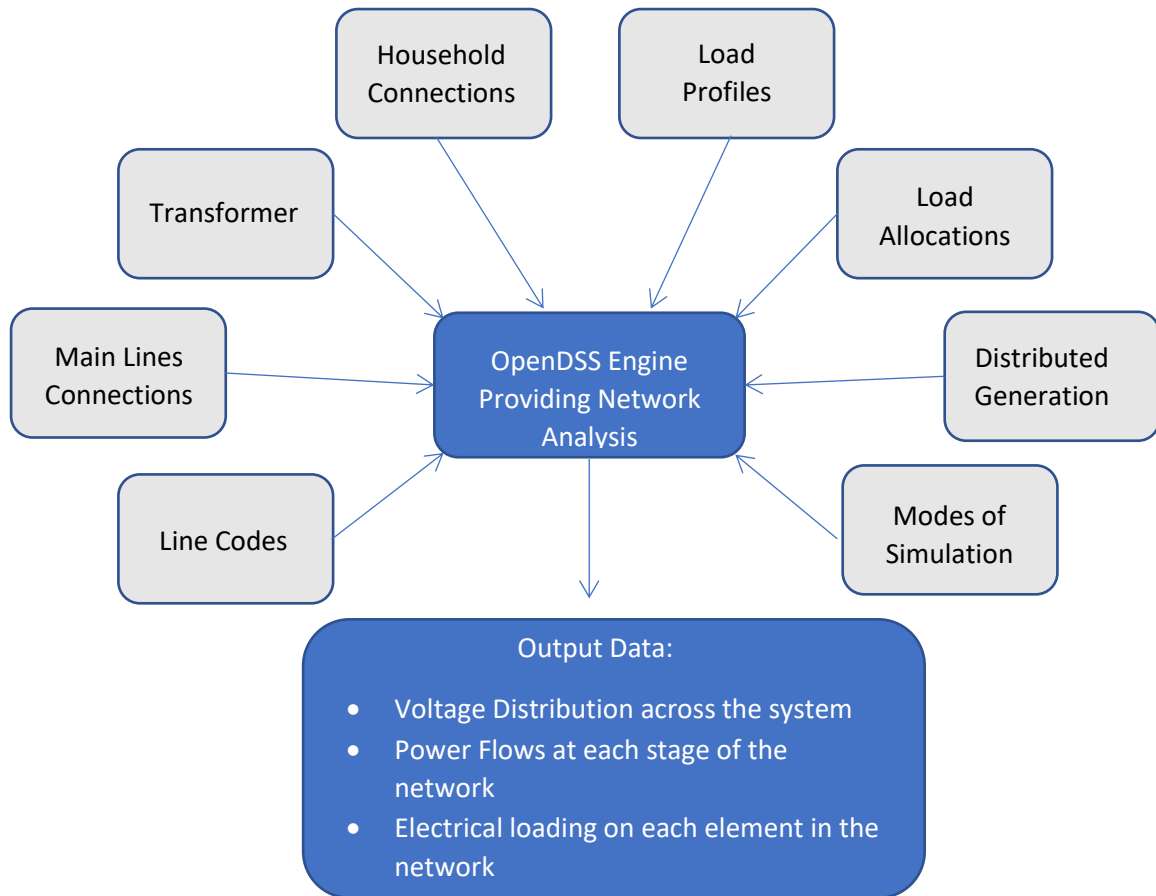 Household
Connections
Load
Profiles
Transformer
Load
Allocations
Main Lines
Connections
OpenDSS Engine
Providing Network
Analysis
Distributed
Generation
Line Codes
Modes of
Simulation
Output Data:
• Voltage Distribution across the system
• Power Flows at each stage of the
network
• Electrical loading on each element in the
network